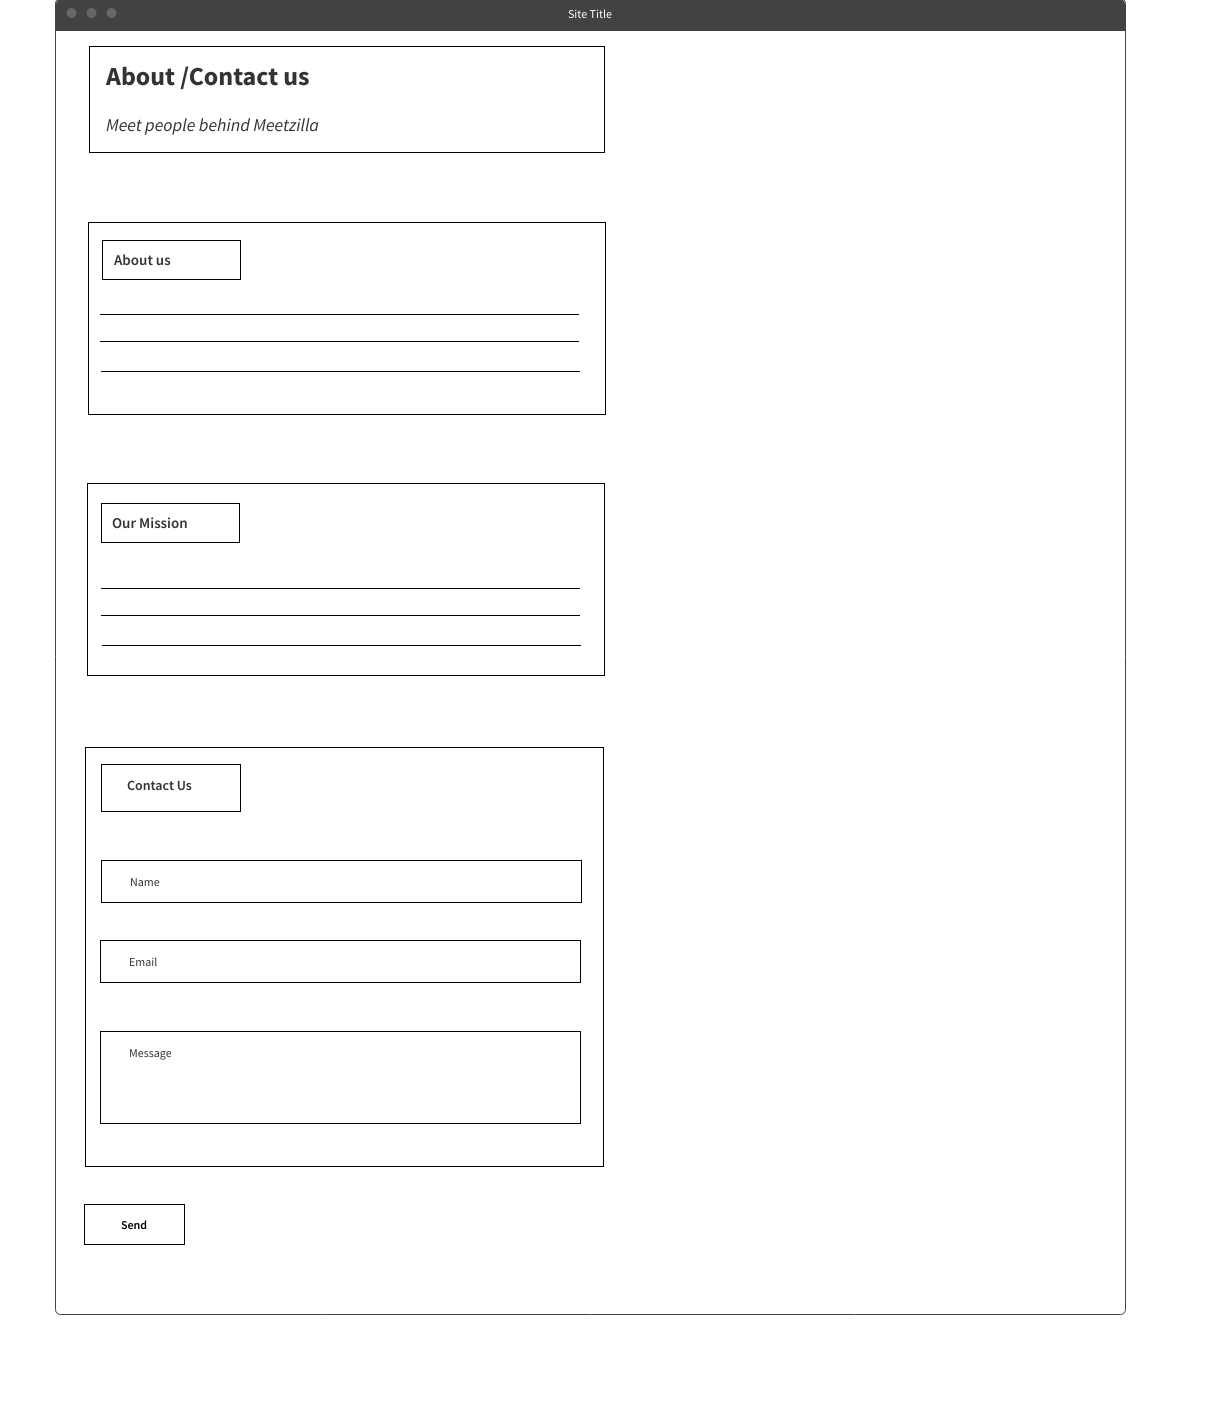 Site Title
About /Contact us
Meet people behind Meetzilla
About us
Our Mission
Contact Us
Name
Email
Message
Send